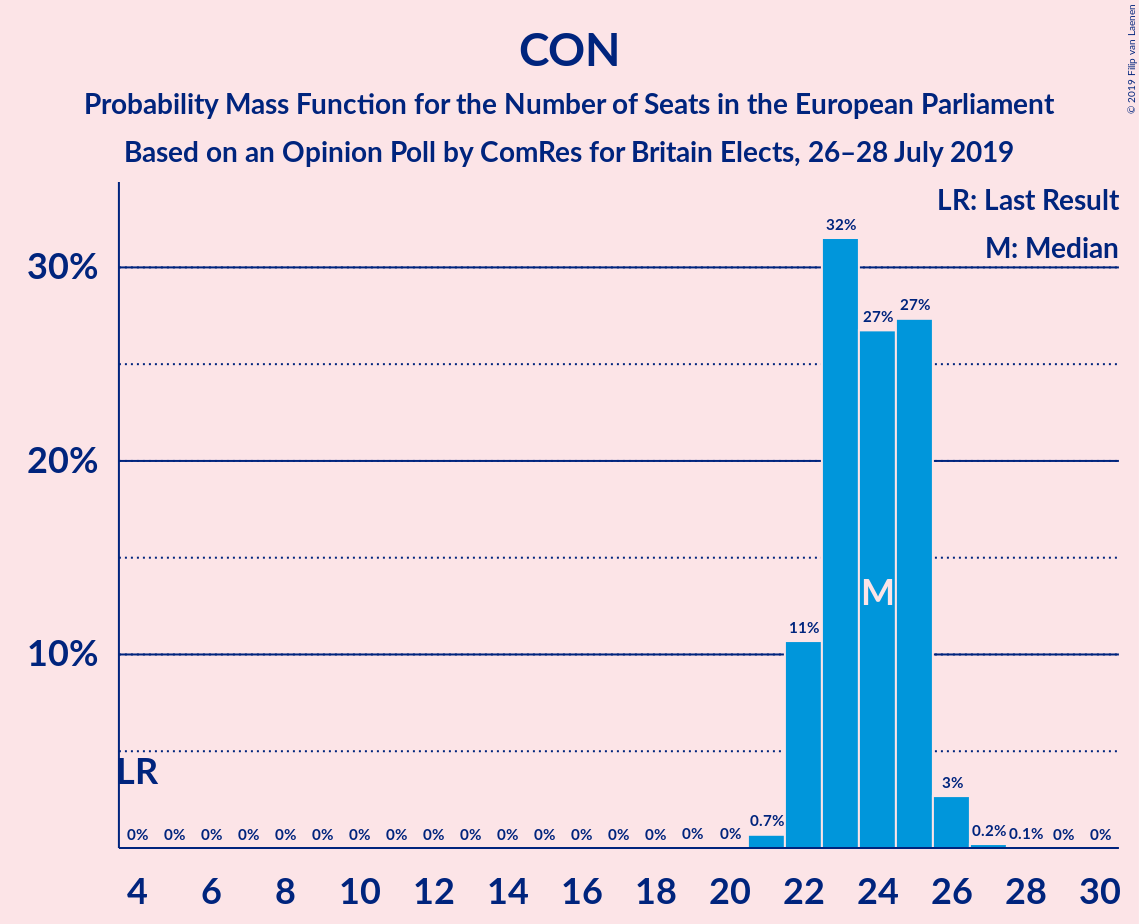 CON
Probability Mass Function for the Number of Seats in the European Parliament
Based on an Opinion Poll by ComRes for Britain Elects, 26–28 July 2019
© 2019 Filip van Laenen
LR: Last Result
M: Median
32%
30%
27%
27%
20%
M
11%
10%
LR
3%
0% 0% 0% 0% 0% 0% 0% 0% 0% 0% 0% 0% 0% 0% 0% 0% 0% 0.7% 0.2% 0.1% 0% 0%
4 6 8 10 12 14 16 18 20 22 24 26 28 30